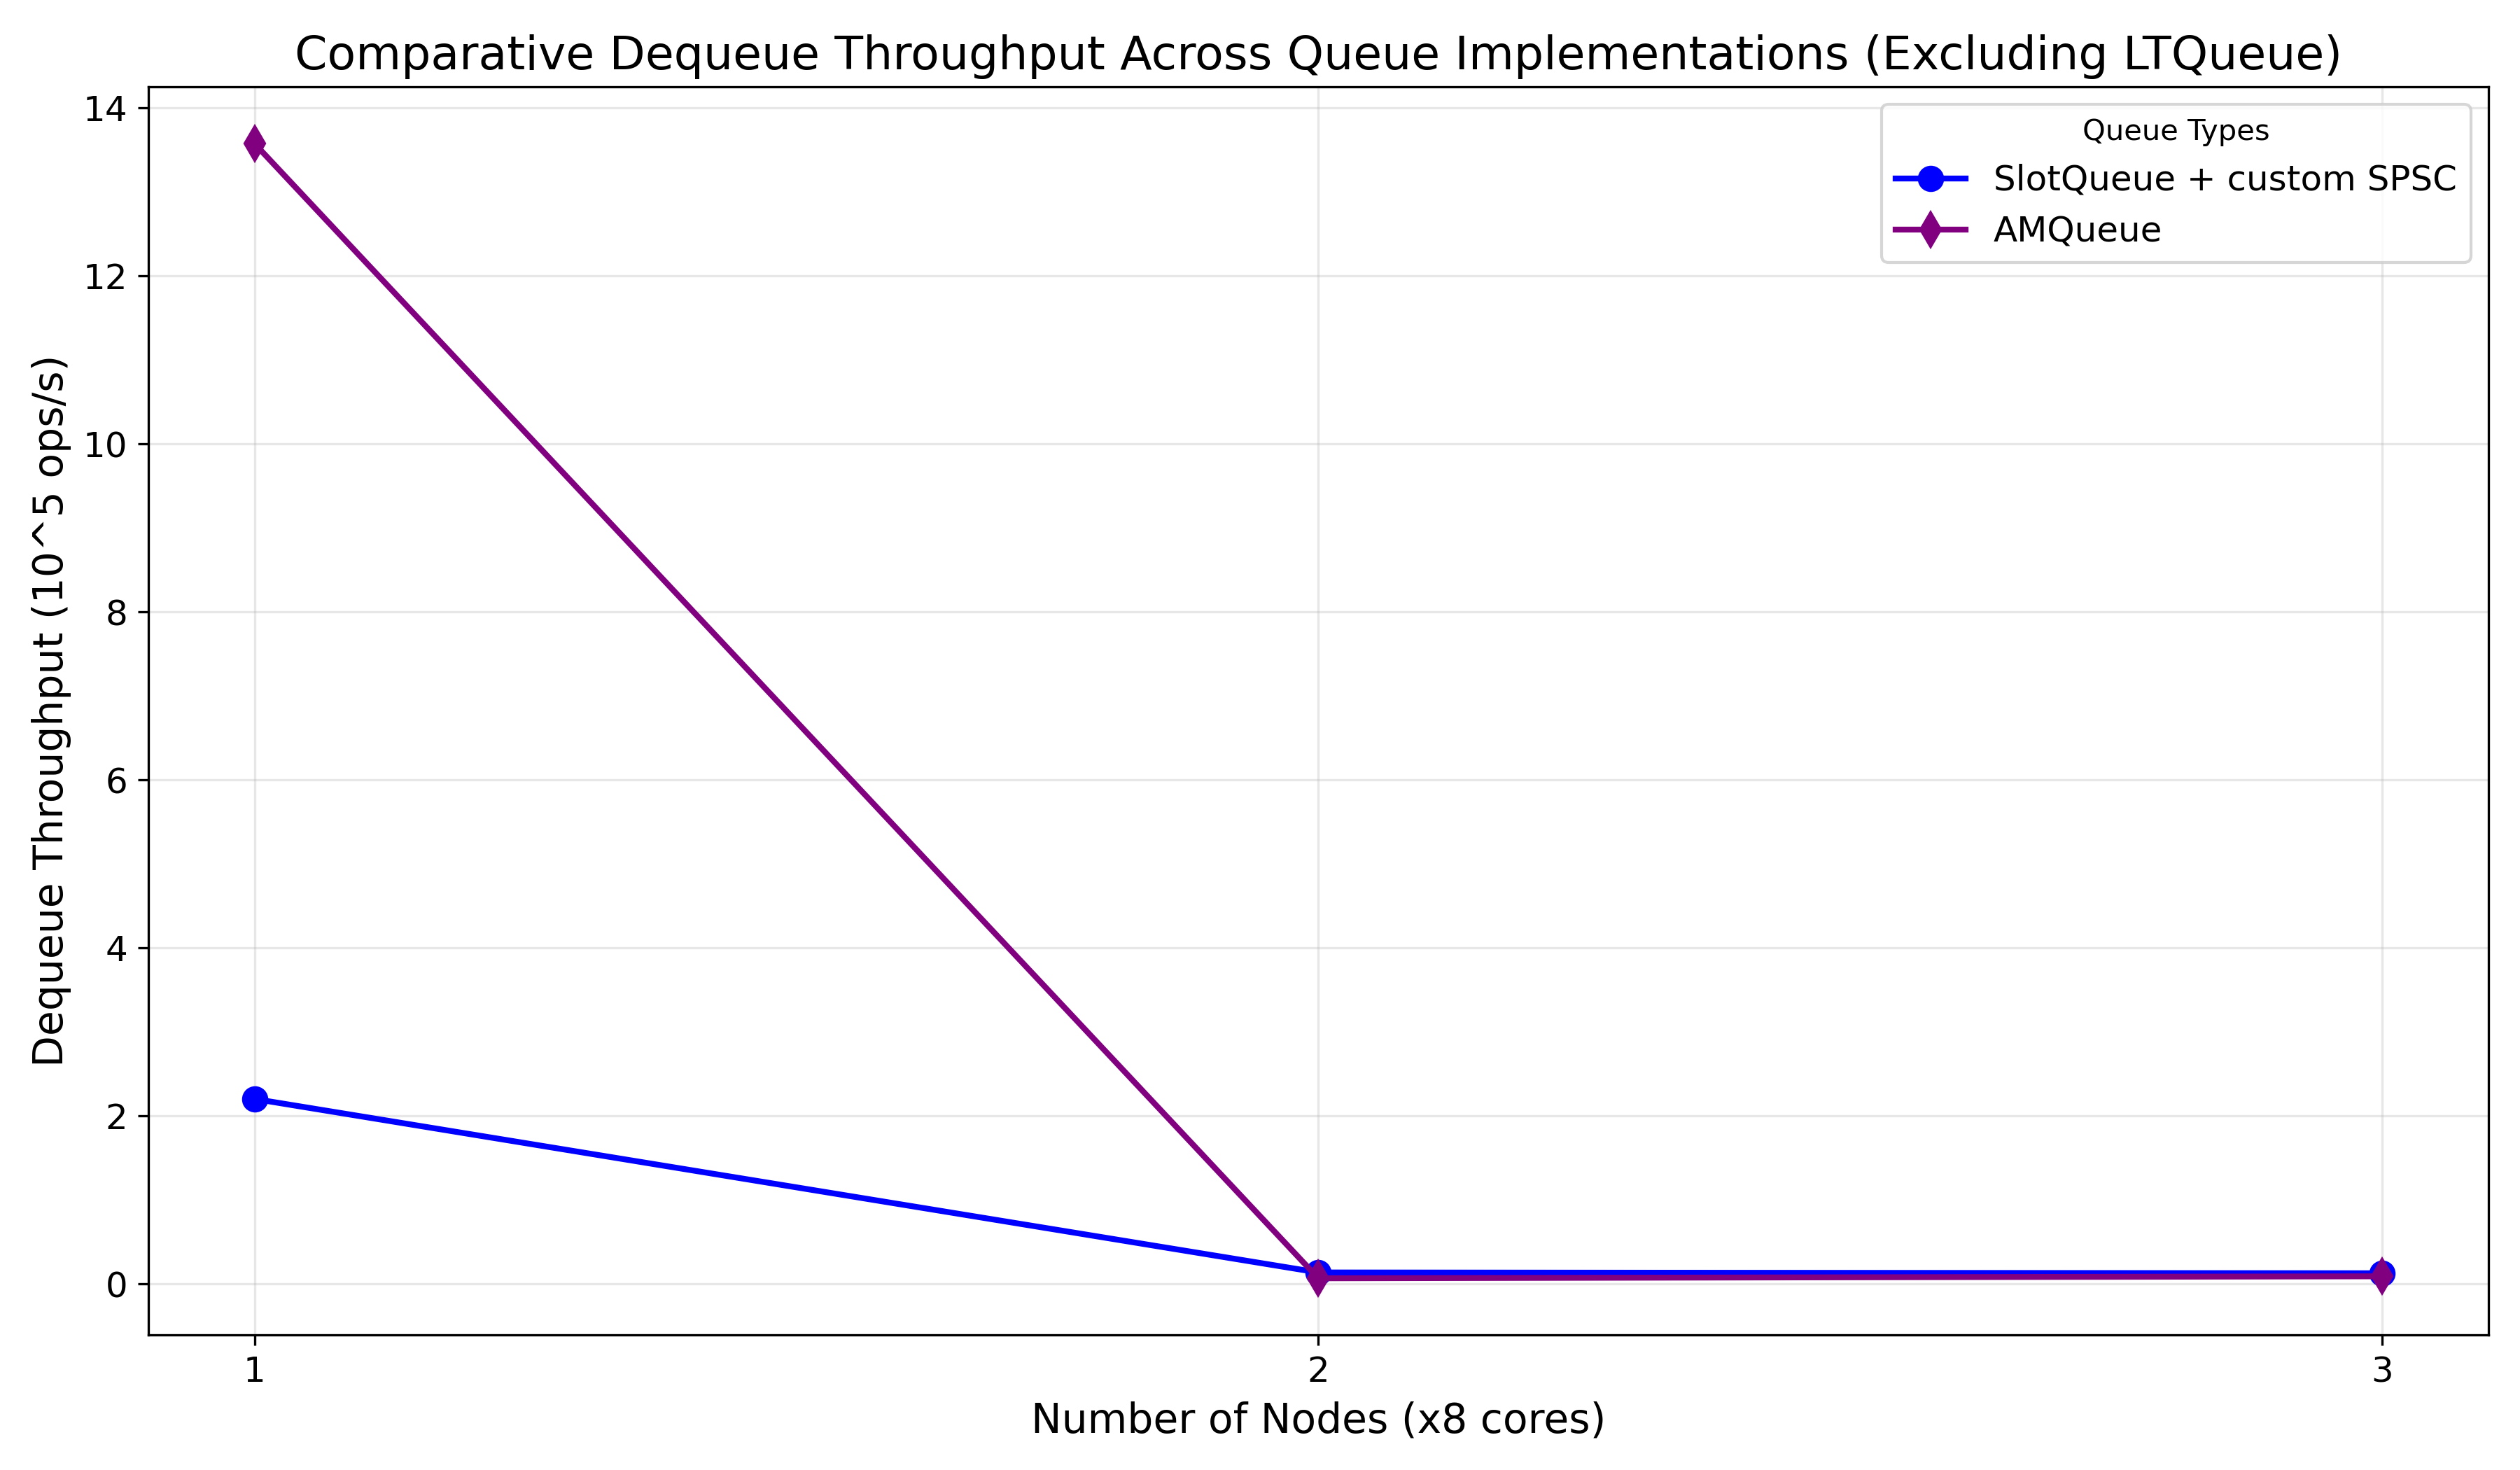 Comparative Dequeue Throughput Across Queue Implementations (Excluding LTQueue)
Queue Types
SlotQueue + custom SPSC
AMQueue
Dequeue Throughput (10^5 ops/s)
14
12
10
8
6
4
2
0
1
2
3
Number of Nodes (x8 cores)